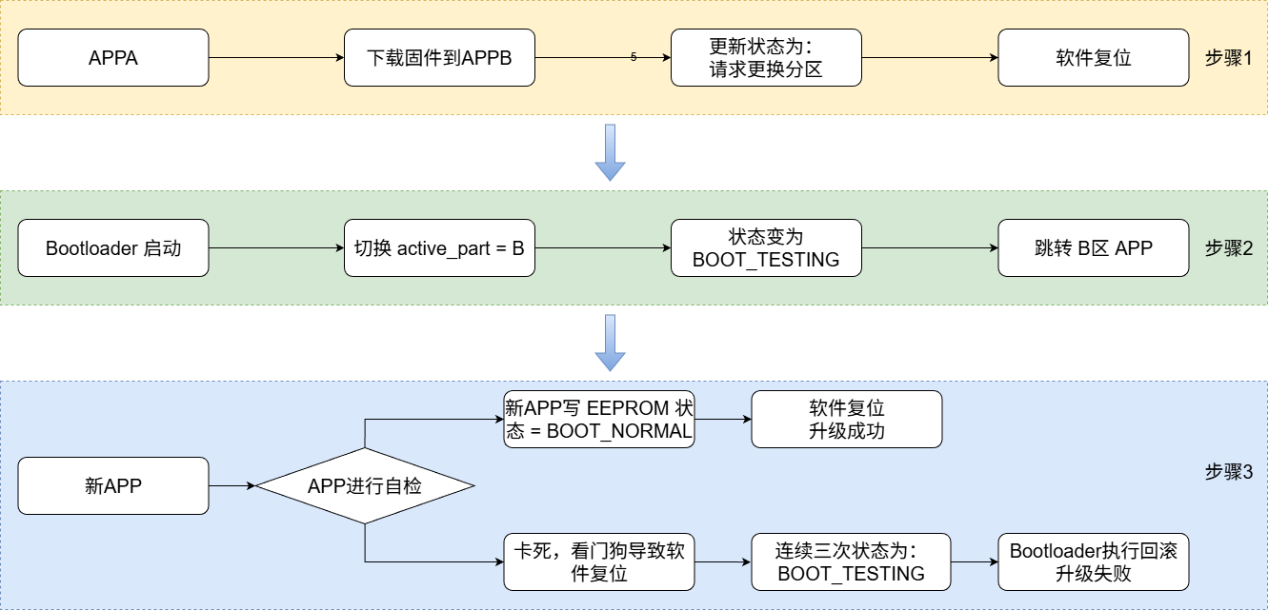 APPA
下载固件到APPB
5
更新状态为：
请求更换分区
软件复位
步骤1
Bootloader 启动
切换 active_part = B
状态变为
BOOT_TESTING
跳转 B区 APP
步骤2
新APP写 EEPROM 状
态 = BOOT_NORMAL
软件复位
升级成功
新APP
APP进行自检
步骤3
卡死，看门狗导致软
件复位
连续三次状态为：
BOOT_TESTING
Bootloader执行回滚
升级失败